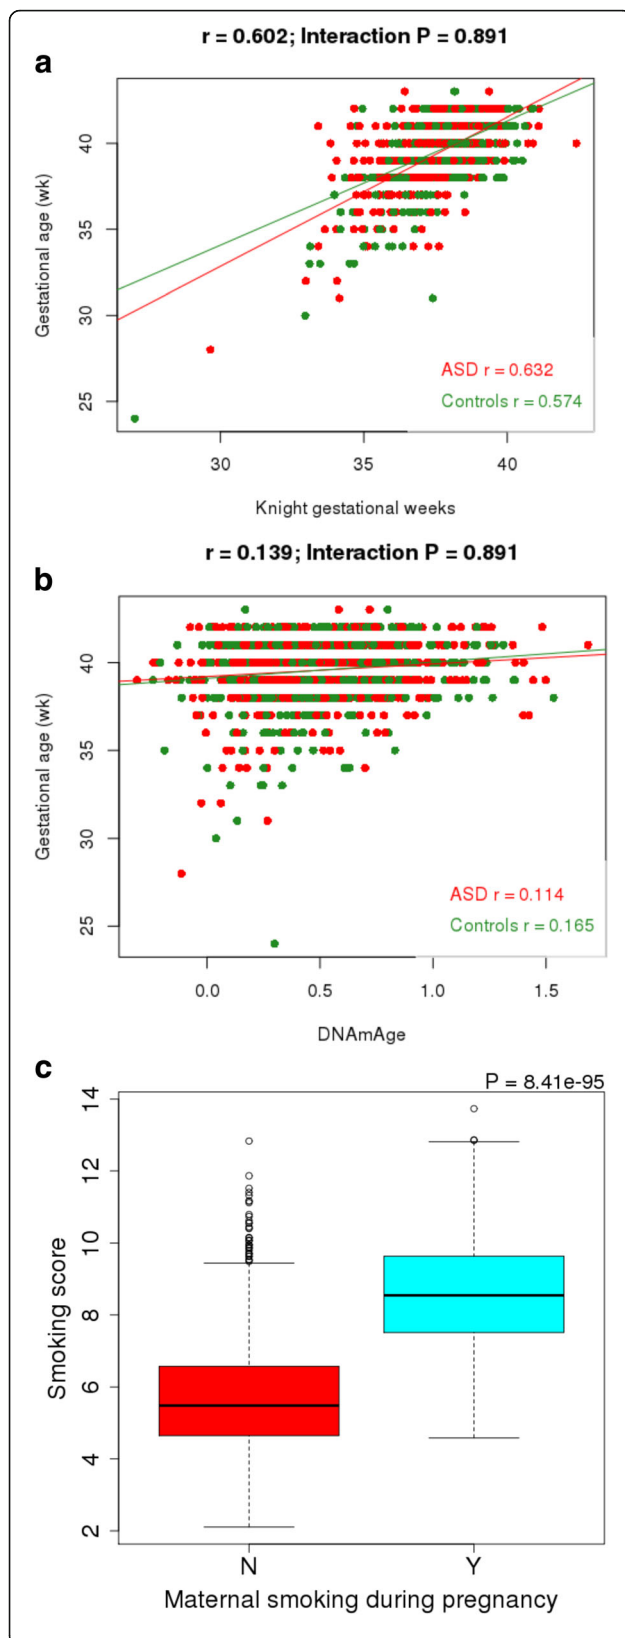 r = 0.602; Interaction P = 0.891
a
40
35
30
25
Gestational age (wk)
ASD r = 0.632
Controls r = 0.574
30 35 40
Knight gestational weeks
r = 0.139; Interaction P = 0.891
b
40
35
30
25
Gestational age (wk)
ASD r = 0.114
Controls r = 0.165
0.0 0.5 1.0 1.5
DNAmAge
c
P = 8.41e-95
14
12
10
8
6
4
2
Smoking score
N Y
Maternal smoking during pregnancy